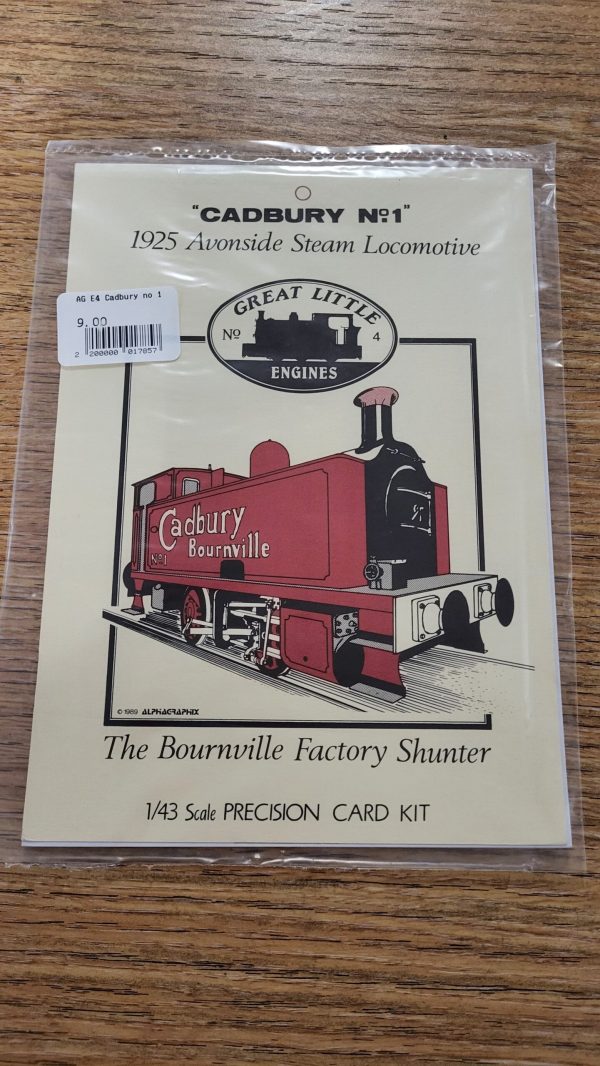 "CADBURY Nº1"
1925 Avonside Steam Locomotive
AG E4 Cadbury no 1
9.00
2 200000 017857
GREAT LITTLE
Nº 4
ENGINES
Cadbury
Bournville
Nº1
© 1989 ALPHAGRAPHIX
The Bournville Factory Shunter
1/43 Scale PRECISION CARD KIT